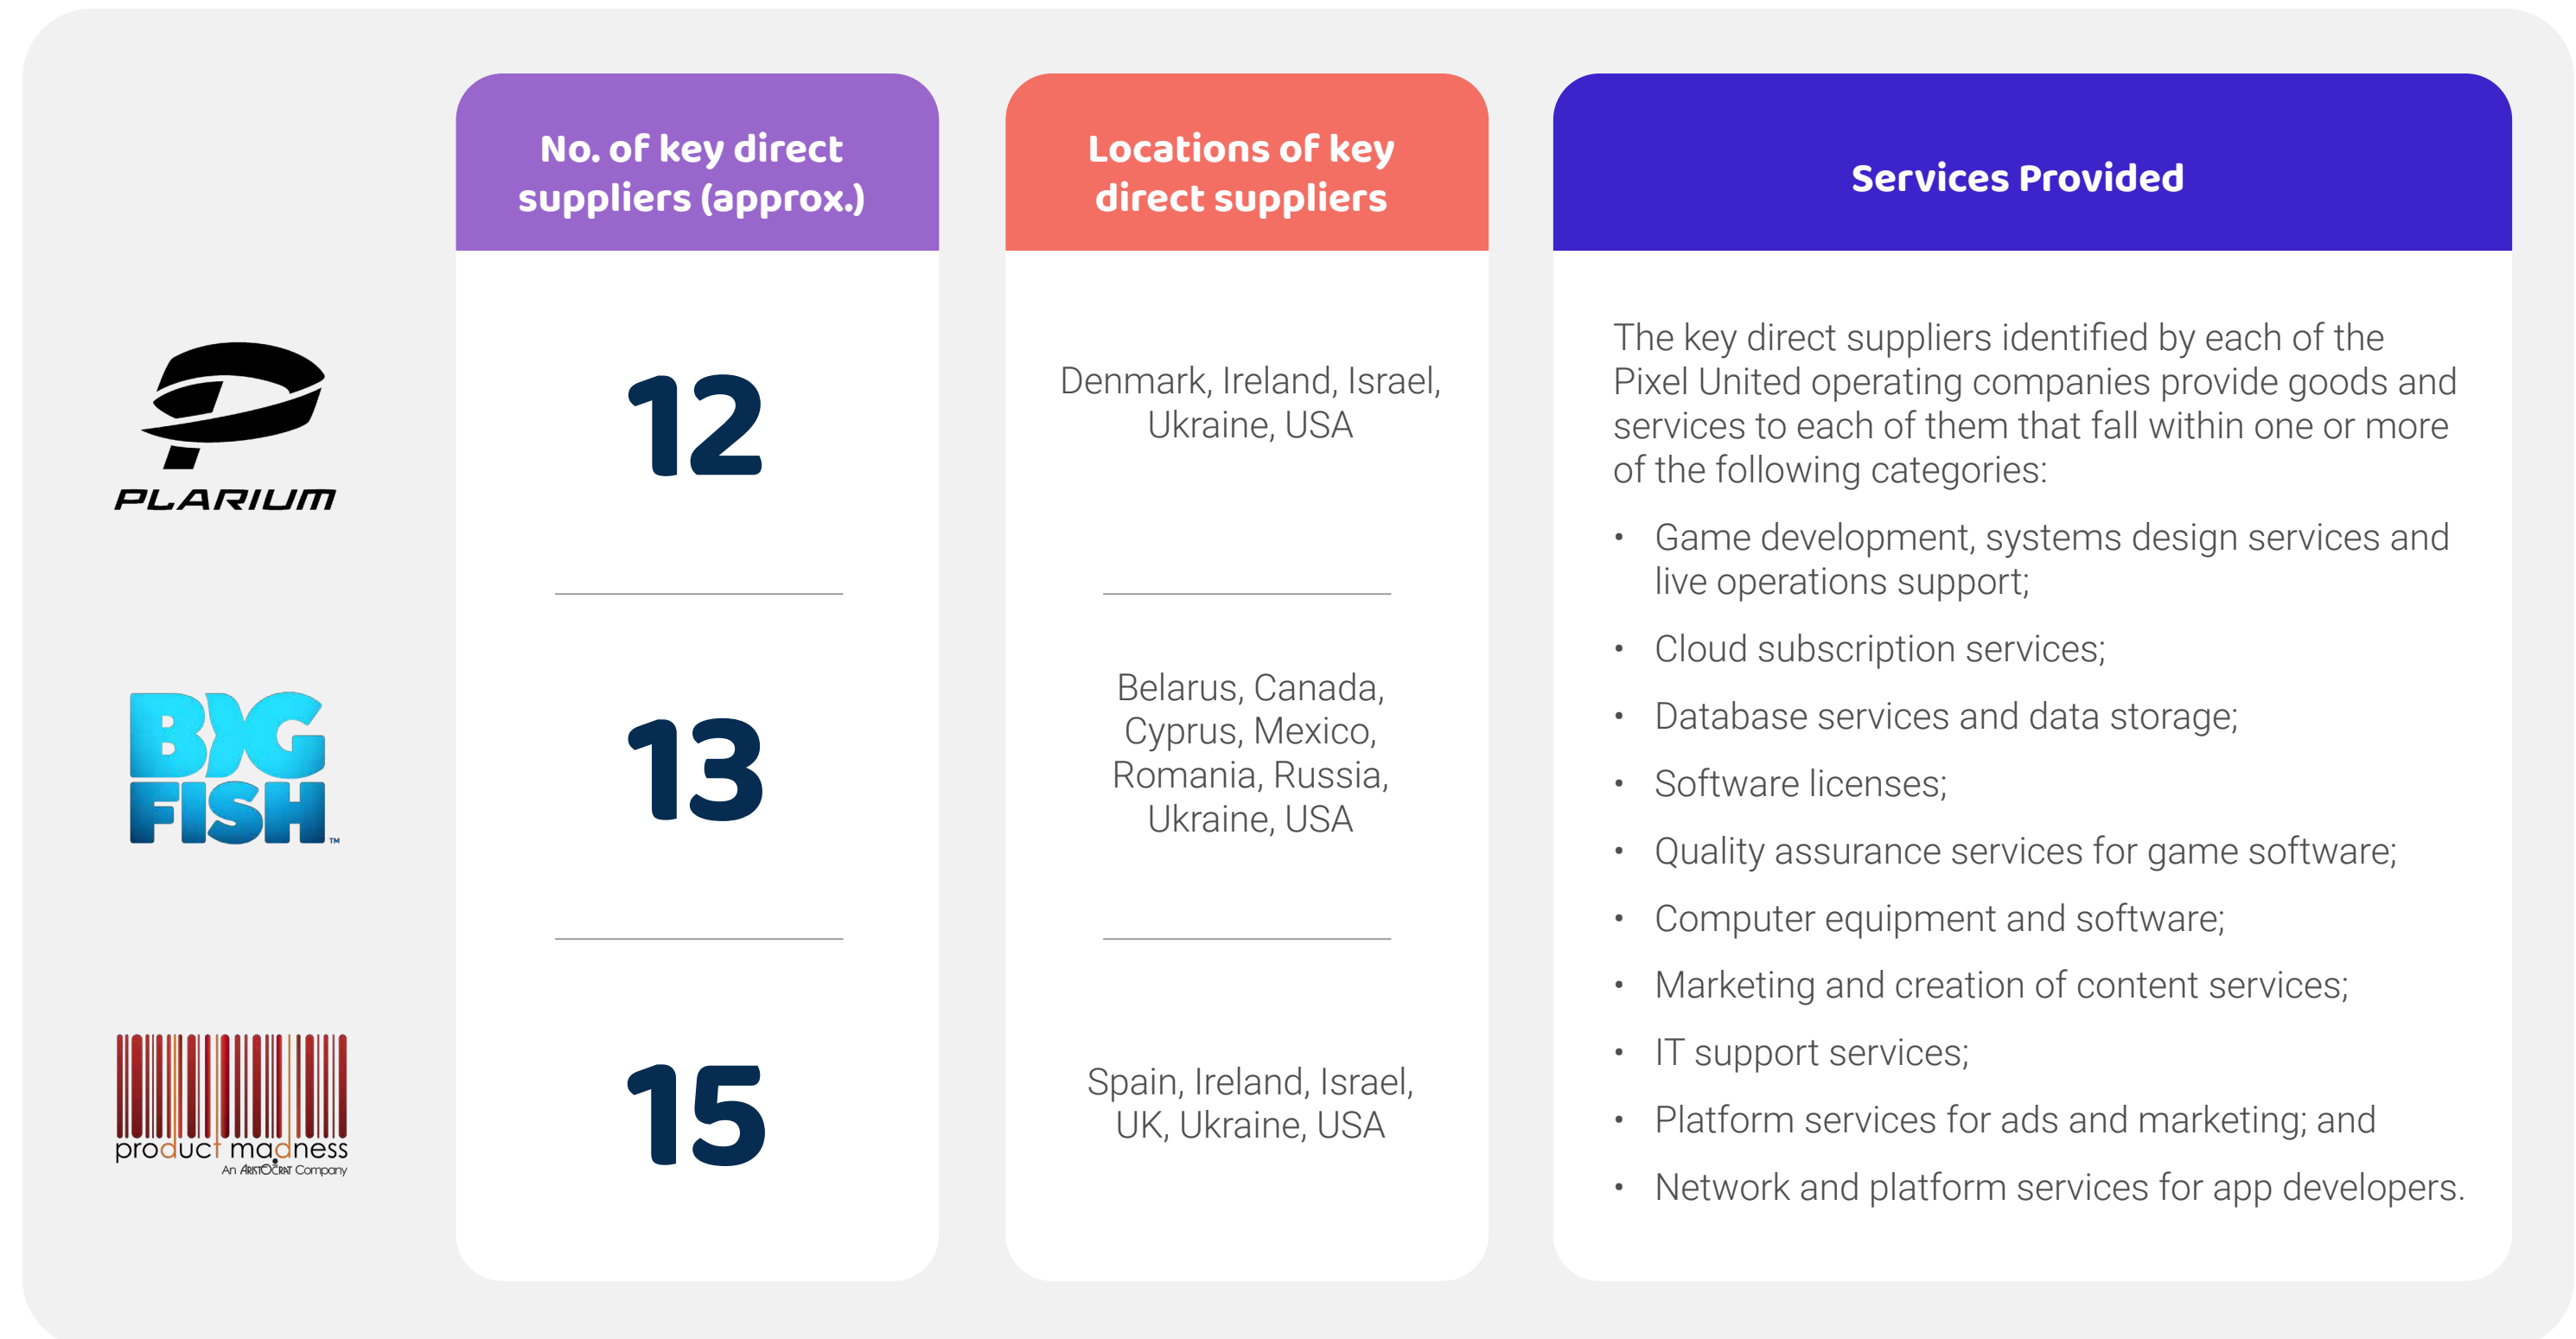 No. of key direct
suppliers (approx.)
Locations of key
direct suppliers
Services Provided
PLARIUM
12
Denmark, Ireland, Israel,
Ukraine, USA
BIG
FISH™
13
Belarus, Canada,
Cyprus, Mexico,
Romania, Russia,
Ukraine, USA
product madness
An ARISTOCRAT Company
15
Spain, Ireland, Israel,
UK, Ukraine, USA
The key direct suppliers identified by each of the
Pixel United operating companies provide goods and
services to each of them that fall within one or more
of the following categories:
• Game development, systems design services and
live operations support;
• Cloud subscription services;
• Database services and data storage;
• Software licenses;
• Quality assurance services for game software;
• Computer equipment and software;
• Marketing and creation of content services;
• IT support services;
• Platform services for ads and marketing; and
• Network and platform services for app developers.